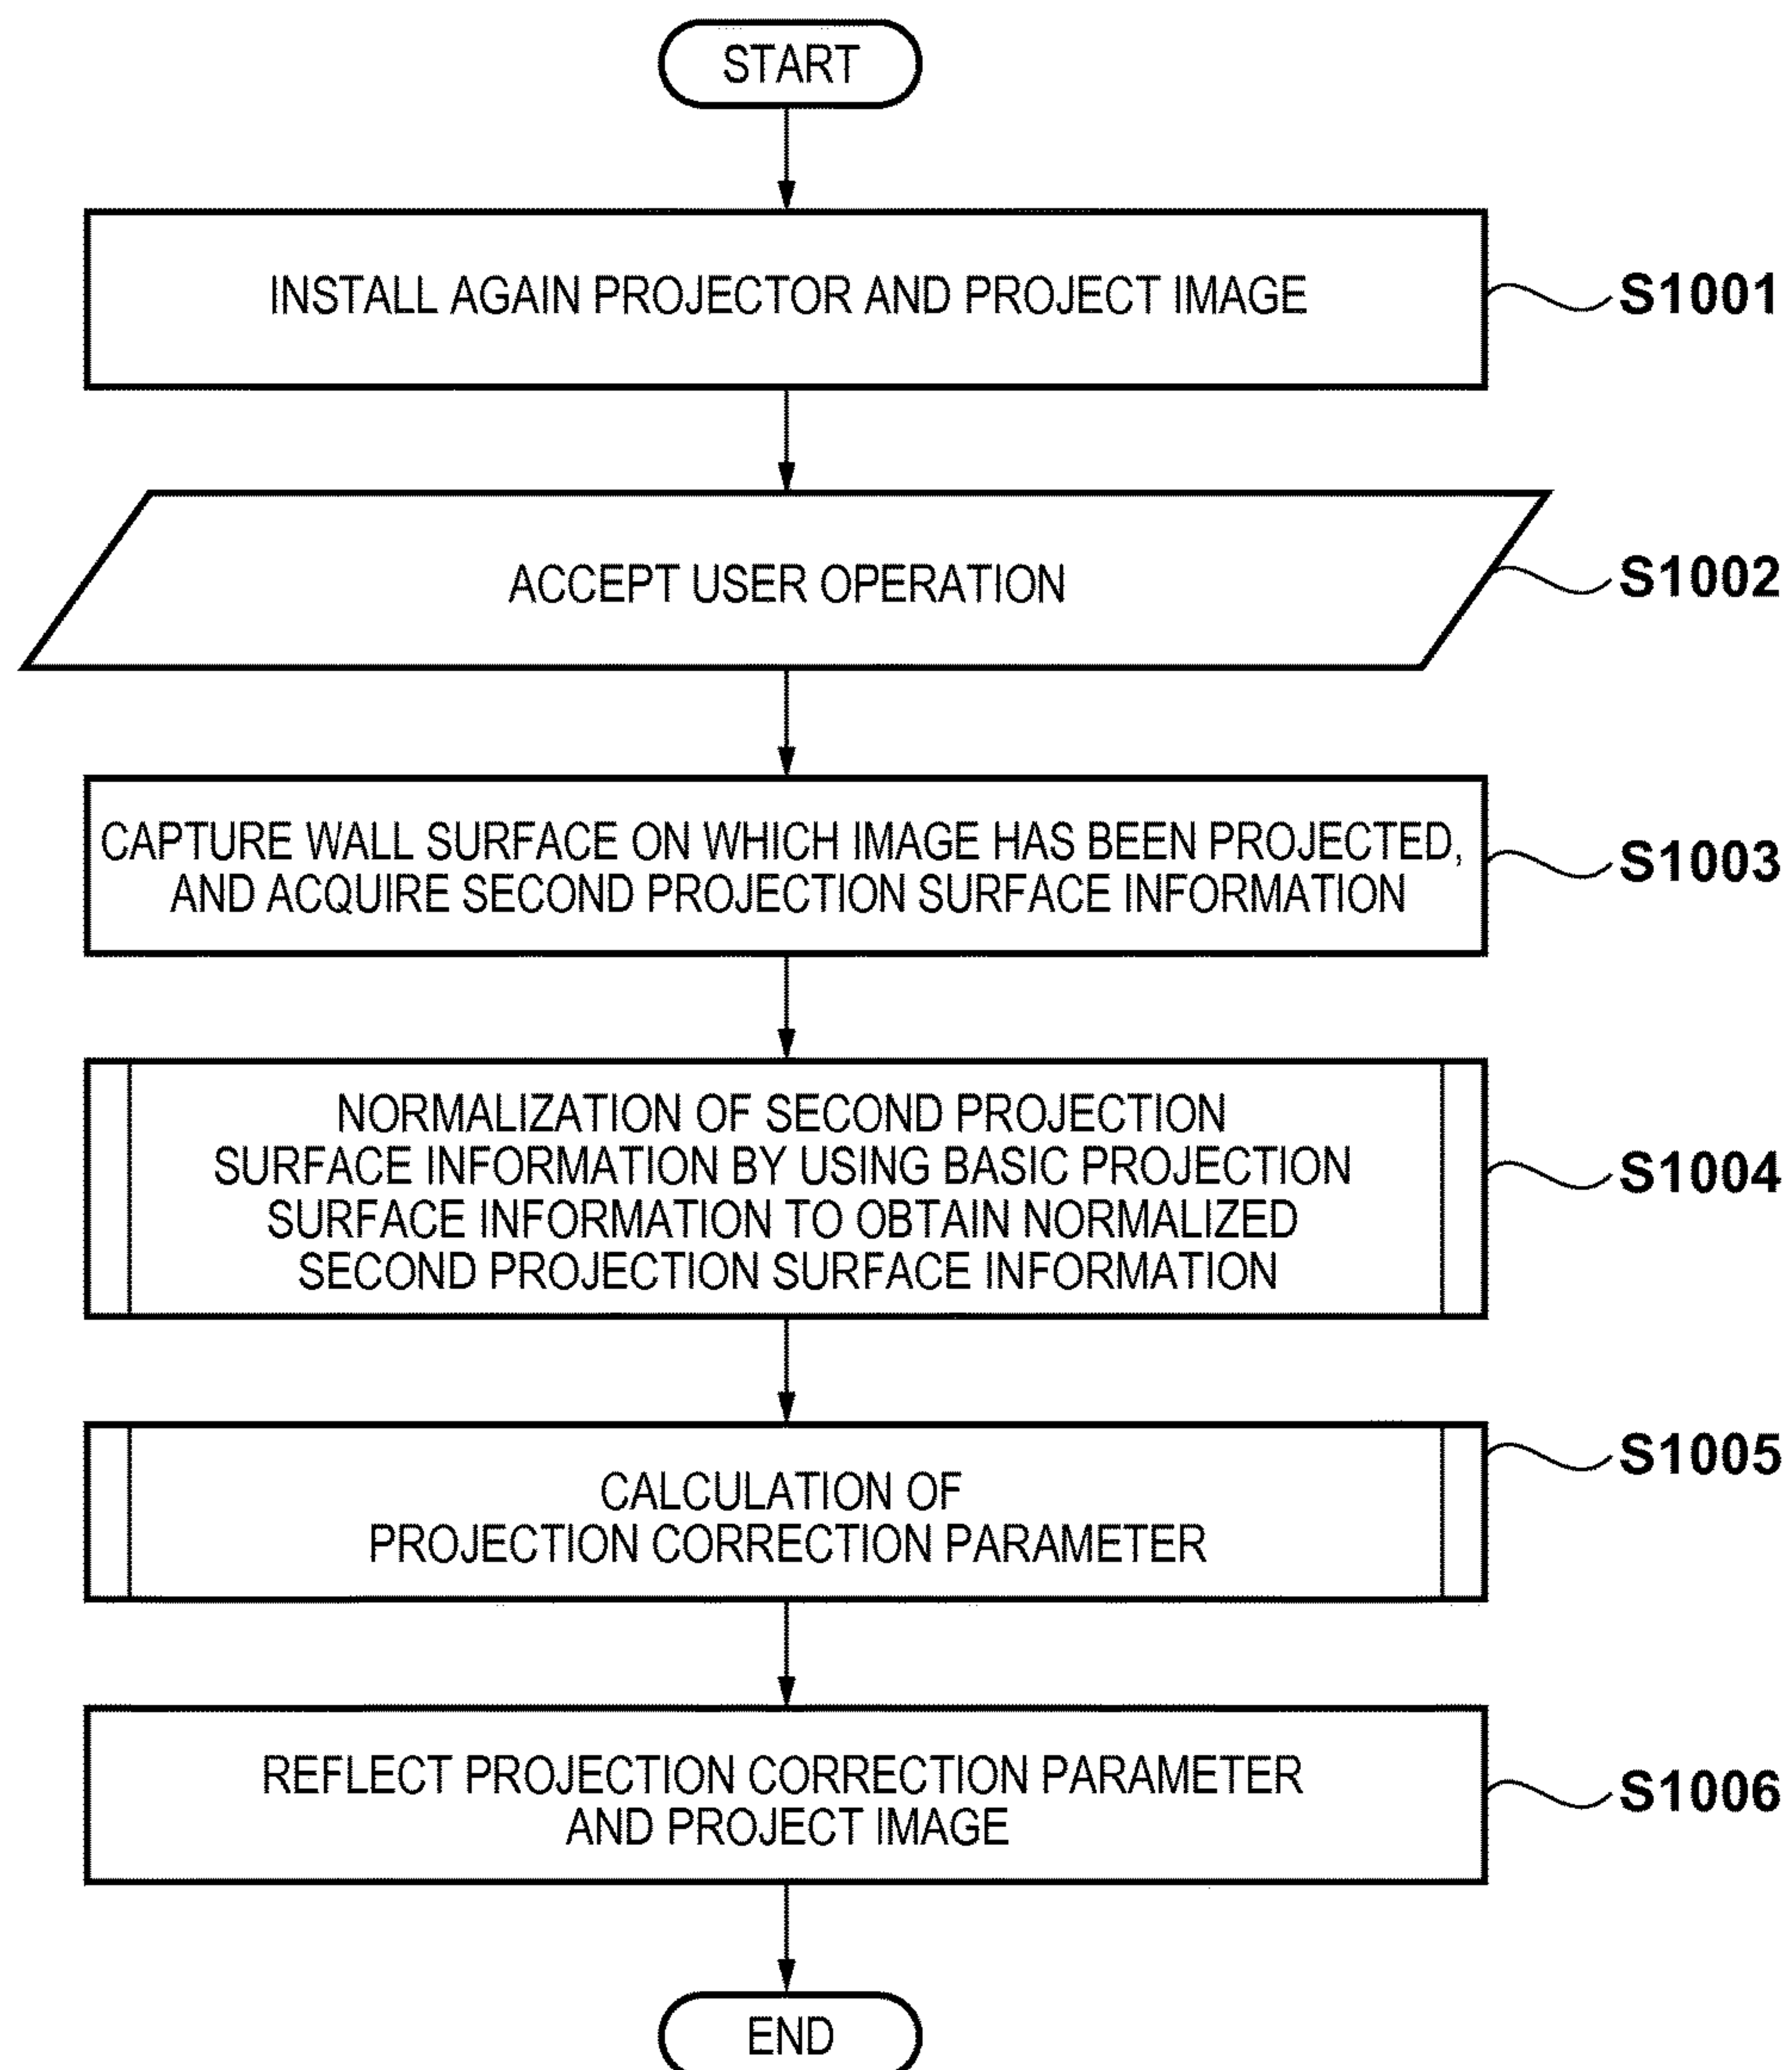 START
INSTALL AGAIN PROJECTOR AND PROJECT IMAGE
S1001
ACCEPT USER OPERATION
S1002
CAPTURE WALL SURFACE ON WHICH IMAGE HAS BEEN PROJECTED,
AND ACQUIRE SECOND PROJECTION SURFACE INFORMATION
S1003
NORMALIZATION OF SECOND PROJECTION
SURFACE INFORMATION BY USING BASIC PROJECTION
SURFACE INFORMATION TO OBTAIN NORMALIZED
SECOND PROJECTION SURFACE INFORMATION
S1004
CALCULATION OF
PROJECTION CORRECTION PARAMETER
S1005
REFLECT PROJECTION CORRECTION PARAMETER
AND PROJECT IMAGE
S1006
END